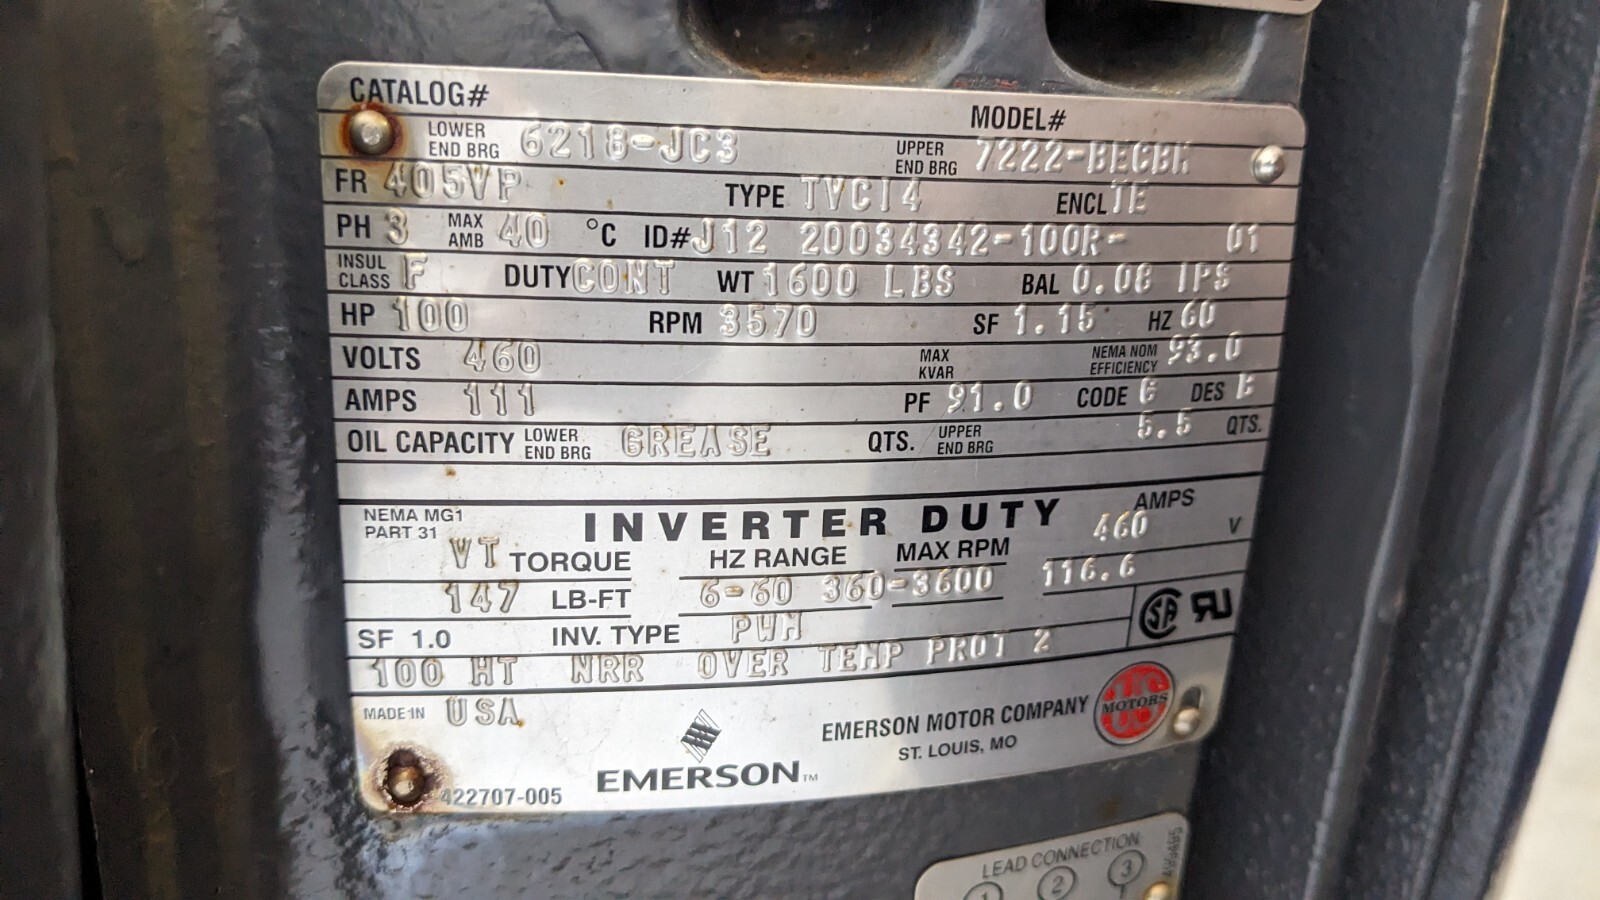 CATALOG# MODEL#
LOWER END BRG 6218-JC3 UPPER END BRG 7222-BECBM
FR 405VP TYPE TVCI4 ENCL TE
PH 3 MAX AMB 40 °C ID# J12 20034342-100R- 01
INSUL CLASS F DUTY CONT WT 1600 LBS BAL 0.08 IPS
HP 100 RPM 3570 SF 1.15 HZ 60
VOLTS 460 MAX KVAR NEMA NOM EFFICIENCY 93.0
AMPS 111 PF 91.0 CODE G DES B
OIL CAPACITY LOWER END BRG GREASE QTS. UPPER END BRG 5.5 QTS.
NEMA MG1 PART 31 INVERTER DUTY AMPS
VT TORQUE HZ RANGE MAX RPM 460 V
147 LB-FT 6-60 360-3600 116.6
SF 1.0 INV. TYPE PWM
100 HT NRR OVER TEMP PROT 2
MADE IN USA
EMERSON MOTOR COMPANY
ST. LOUIS, MO
US MOTORS
EMERSON™
422707-005
LEAD CONNECTION
1 2 3